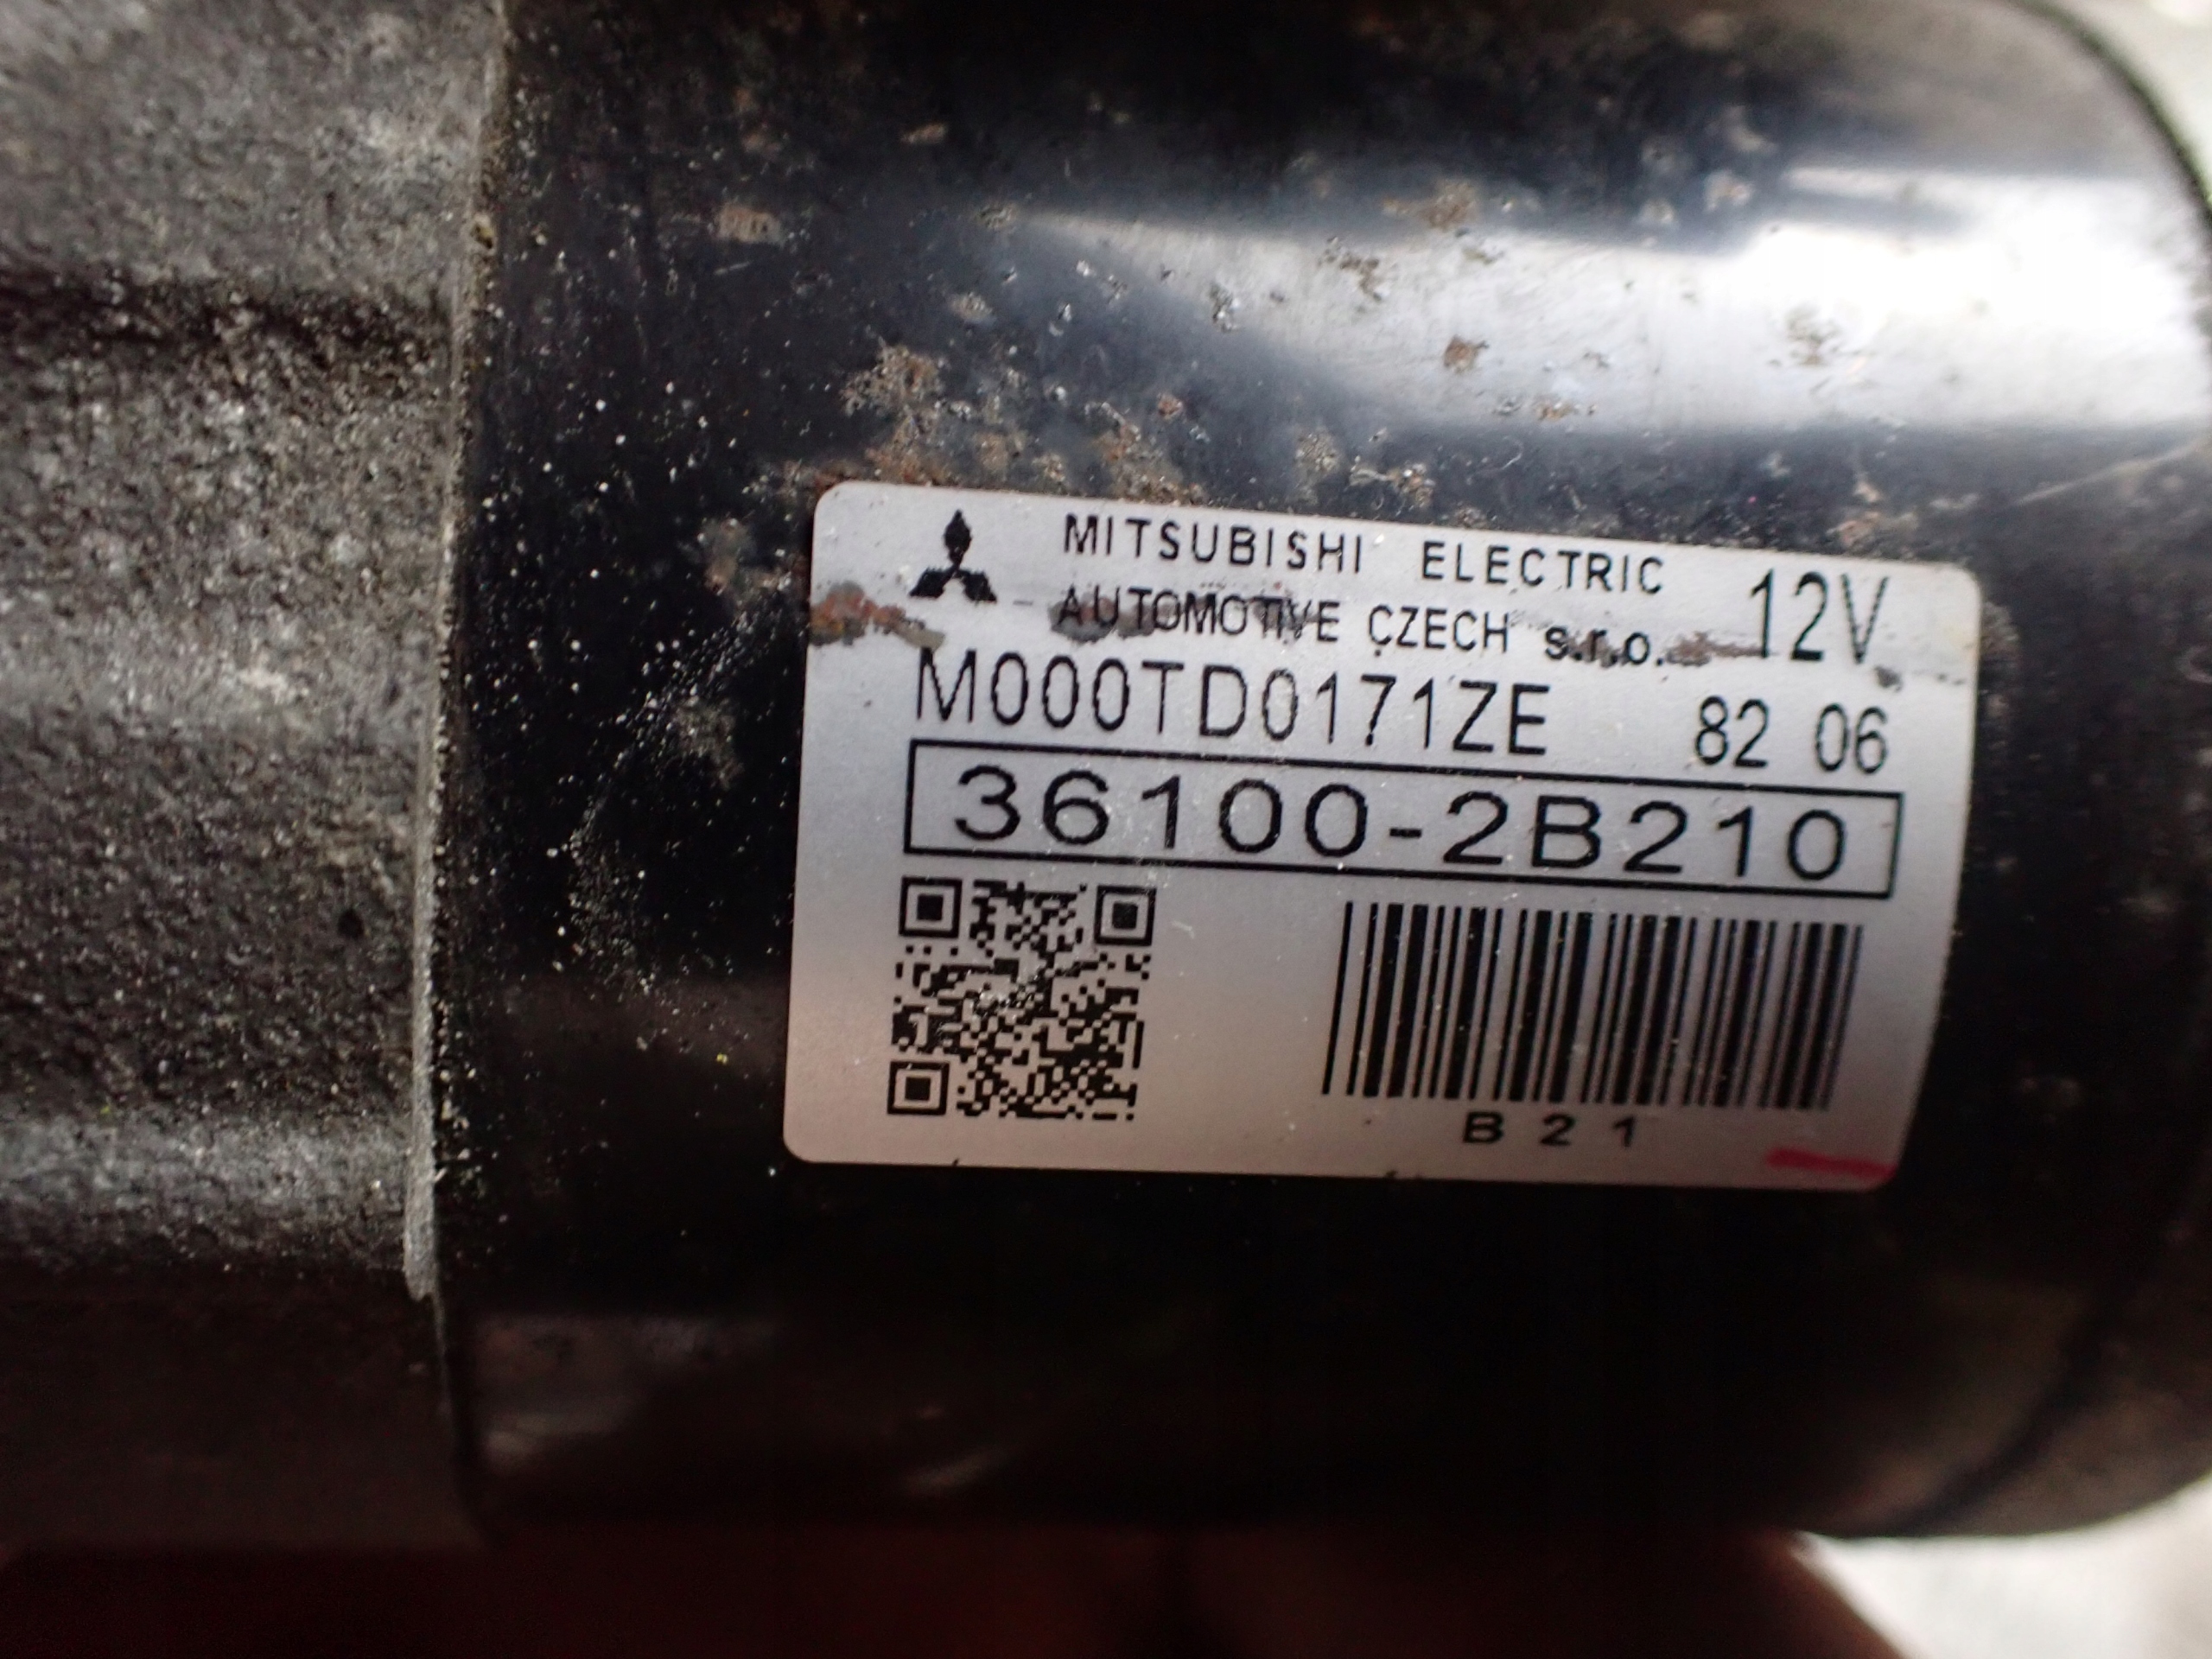 MITSUBISHI ELECTRIC
AUTOMOTIVE CZECH s.r.o. 12V
M000TD0171ZE 82 06
36100-2B210
B21